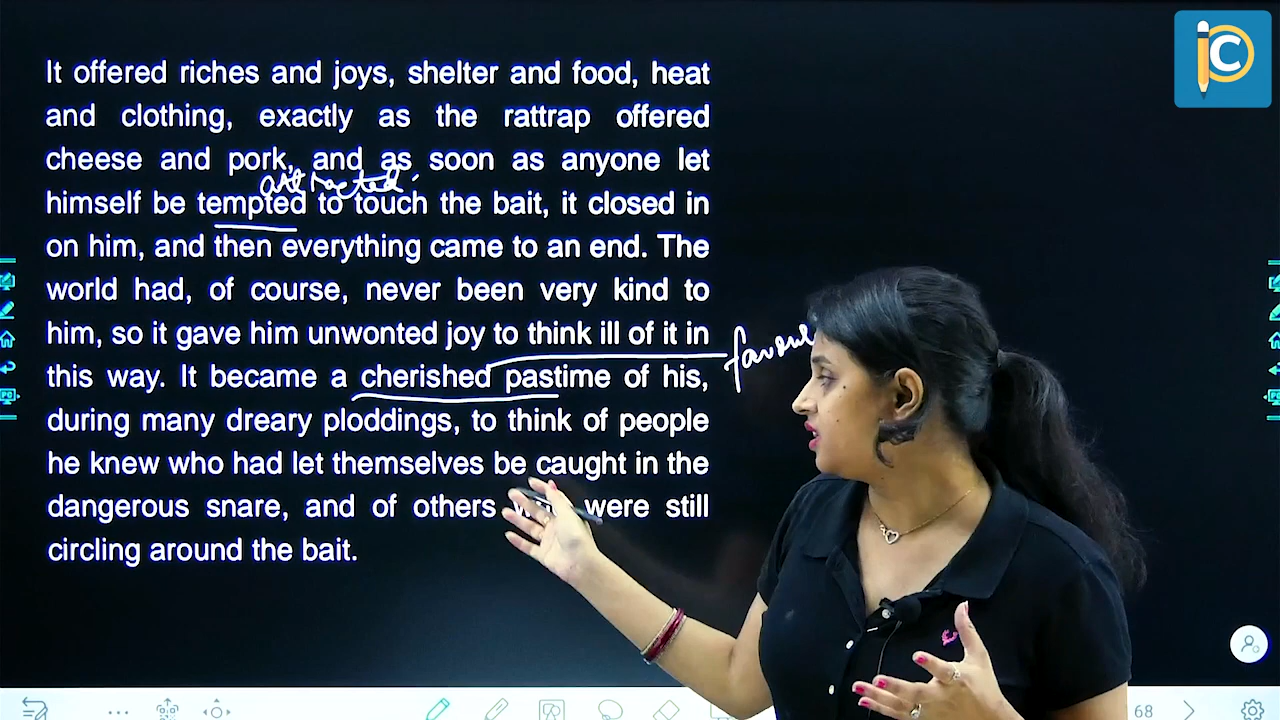 It offered riches and joys, shelter and food, heat
and clothing, exactly as the rattrap offered
cheese and pork, and as soon as anyone let
attracted.
himself be tempted to touch the bait, it closed in
on him, and then everything came to an end. The
world had, of course, never been very kind to
him, so it gave him unwonted joy to think ill of it in
this way. It became a cherished pastime of his,
during many dreary ploddings, to think of people
he knew who had let themselves be caught in the
dangerous snare, and of others were still
circling around the bait.
68